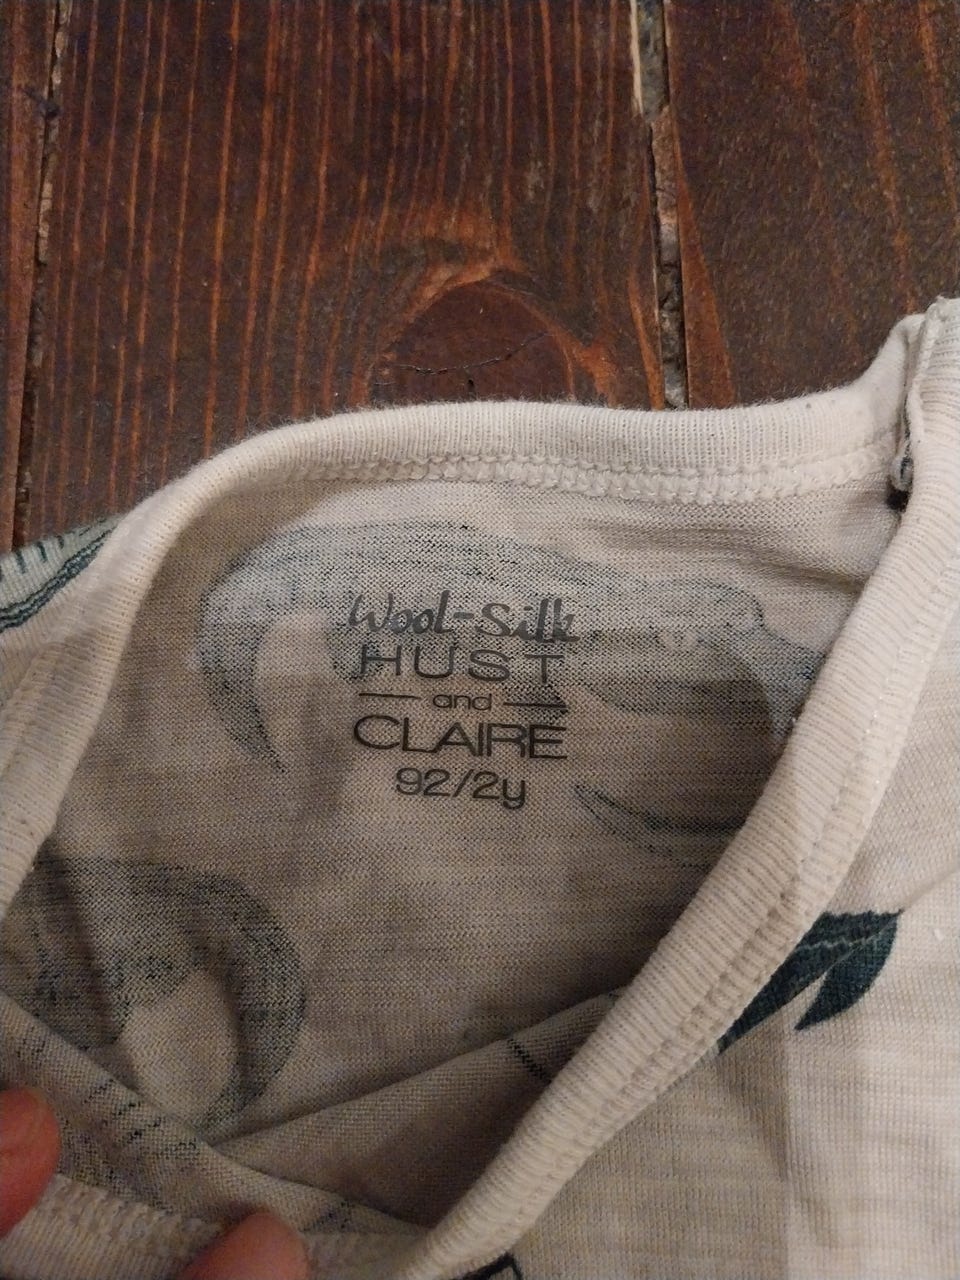 Wool-Silk
HUST
and
CLAIRE
92/2y